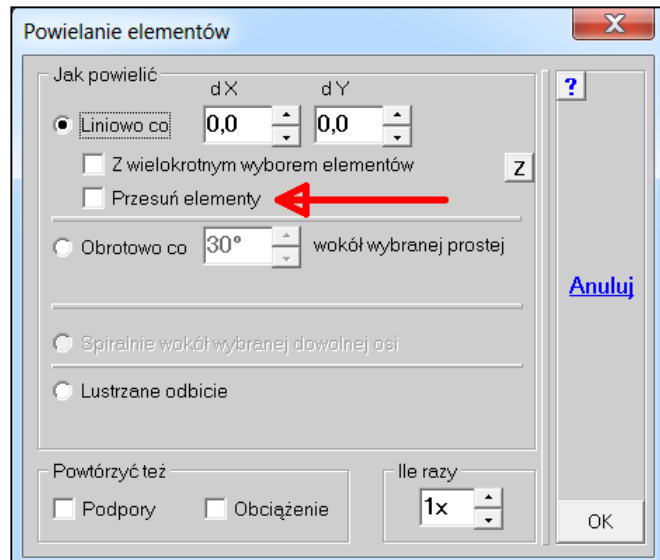 Powielanie elementów
Jak powielić
dX dY
?
Liniowo co 0,0 0,0
Z wielokrotnym wyborem elementów
Z
Przesuń elementy
Obrotowo co 30º wokół wybranej prostej
Anuluj
Spiralnie wokół wybranej dowolnej osi
Lustrzane odbicie
Powtórzyć też Ile razy
Podpory Obciążenie 1x
OK